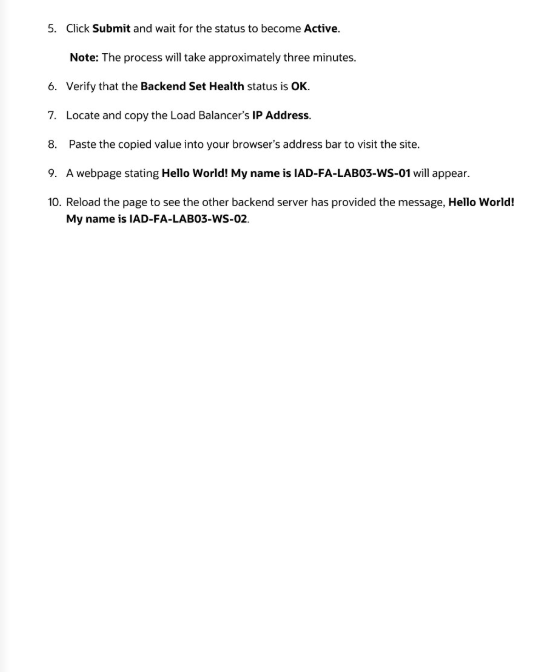 5. Click Submit and wait for the status to become Active.
Note: The process will take approximately three minutes.
6. Verify that the Backend Set Health status is OK.
7. Locate and copy the Load Balancer's IP Address.
8. Paste the copied value into your browser's address bar to visit the site.
9. A webpage stating Hello World! My name is IAD-FA-LAB03-WS-01 will appear.
10. Reload the page to see the other backend server has provided the message, Hello World!
My name is IAD-FA-LAB03-WS-02.